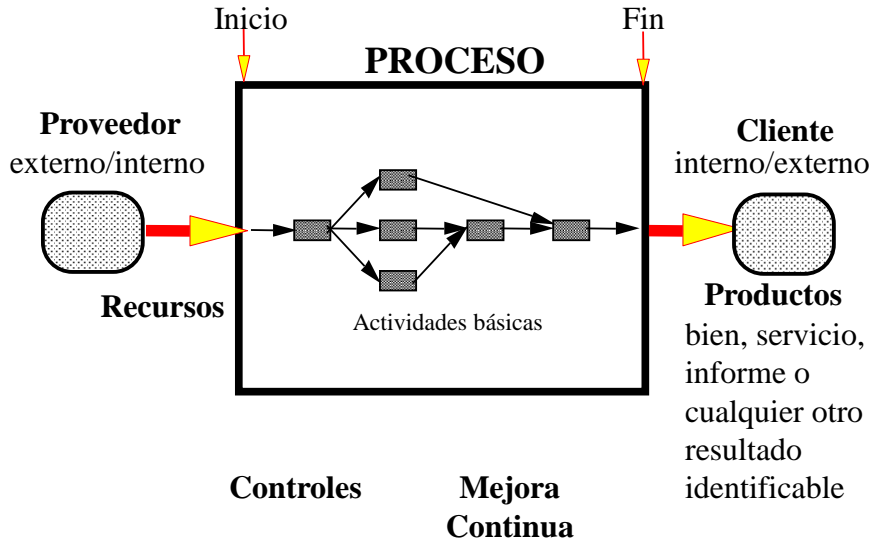 Inicio
Fin
PROCESO
Proveedor
externo/interno
Cliente
interno/externo
Recursos
Actividades básicas
Productos
bien, servicio,
informe o
cualquier otro
resultado
identificable
Controles
Mejora
Continua